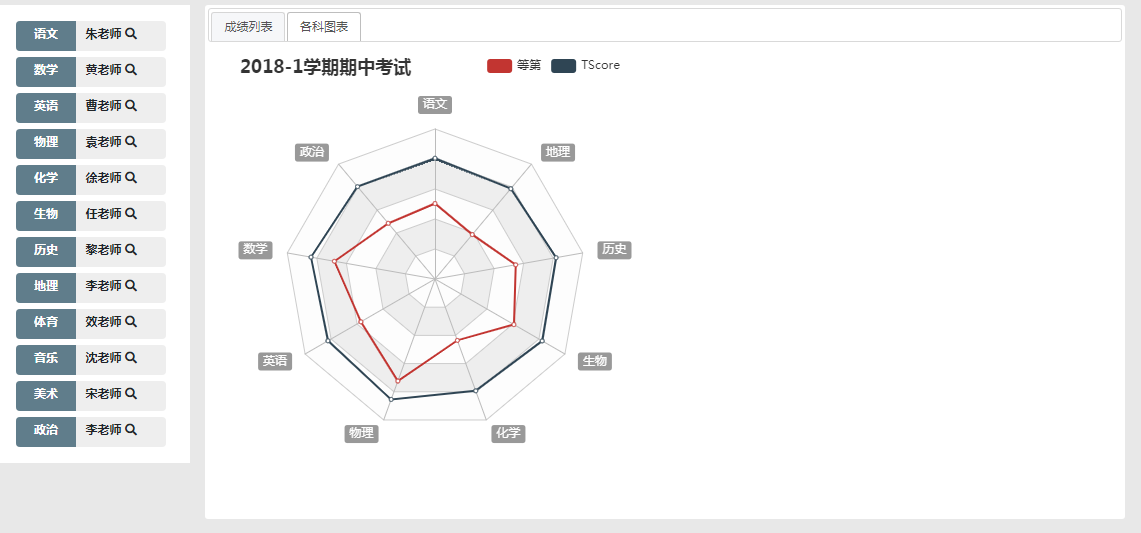 语文 朱老师
数学 黄老师
英语 曹老师
物理 袁老师
化学 徐老师
生物 任老师
历史 黎老师
地理 李老师
体育 效老师
音乐 沈老师
美术 宋老师
政治 李老师
成绩列表 各科图表
2018-1学期期中考试
等第 TScore
语文
政治 地理
数学 历史
英语 生物
物理 化学